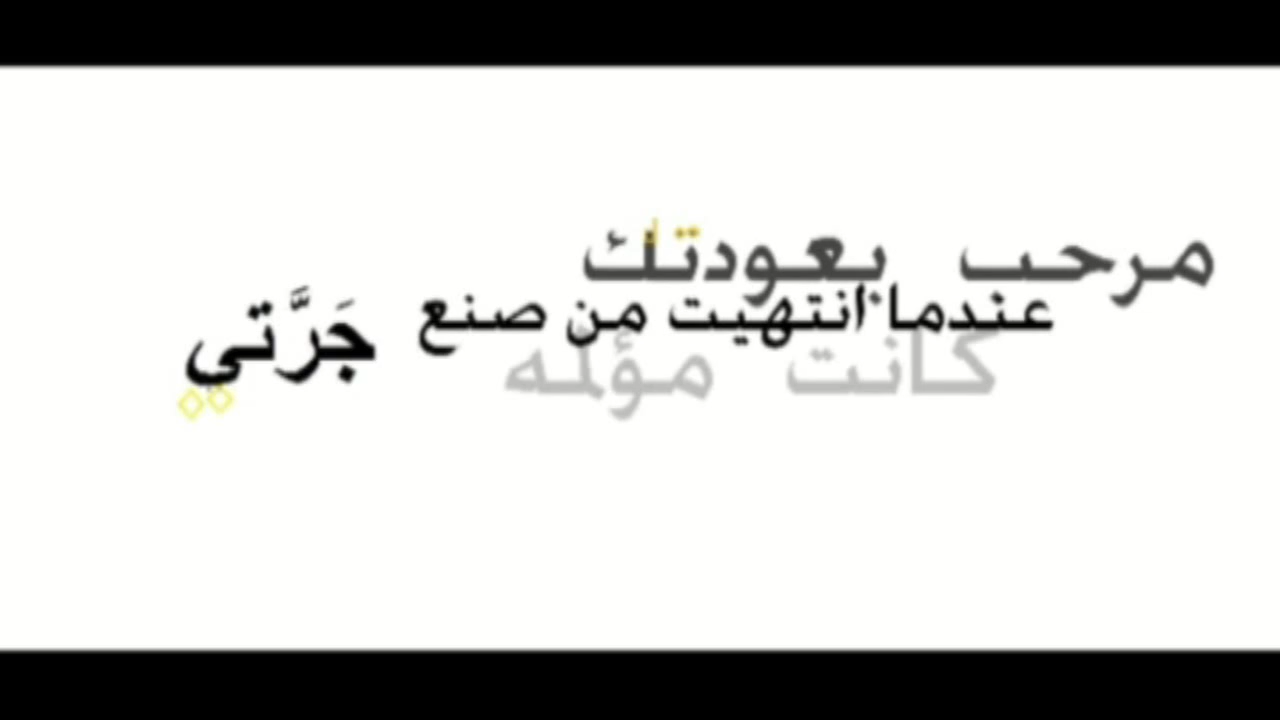 مرحب بعودتك
عندما انتهيت من صنع جَرَّتي
كانت مؤلمه